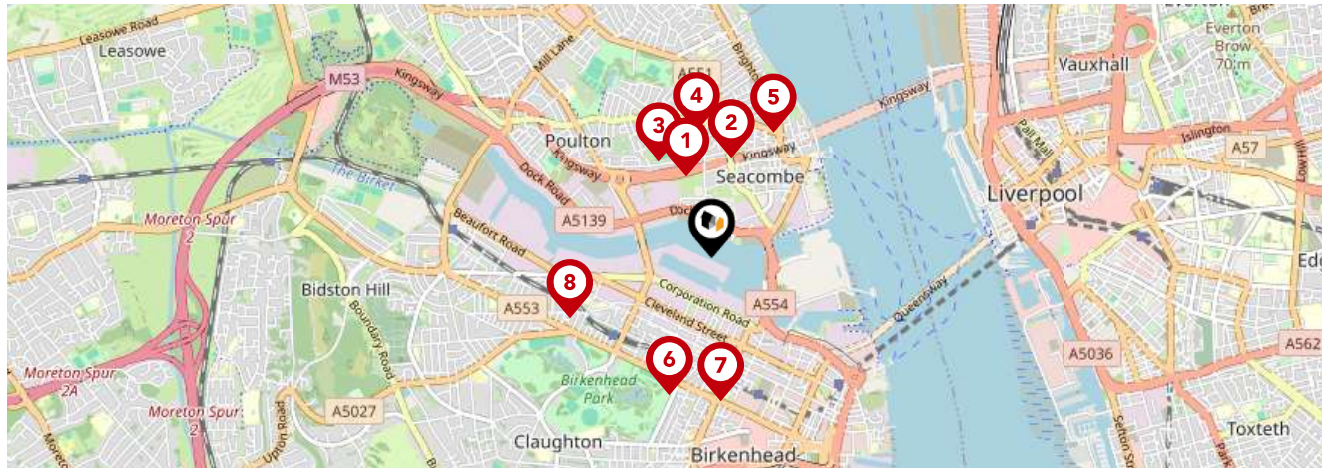 Leasowe Road
Leasowe
M53
Kingsway
Mill Lane
A551
Brighto
Everton
Everton
Brow
70 m
Vauxhall
Kingsway
4
5
3
2
1
Poulton
Kingsway
Kingsway
Seacombe
Pall Mall
Islington
A57
The Birket
Dock Road
Liverpool
Moreton Spur
2
Beaufort Road
A5139
Bidston Hill
8
A553
Corporation Road
A554
Queensway
Cleveland Street
Boundary Road
A5036
A562
Moreton Spur
2A
6
7
Birkenhead
Park
Moreton Spur
2
A5027
Upton Road
Claughton
Birkenhead
Toxteth